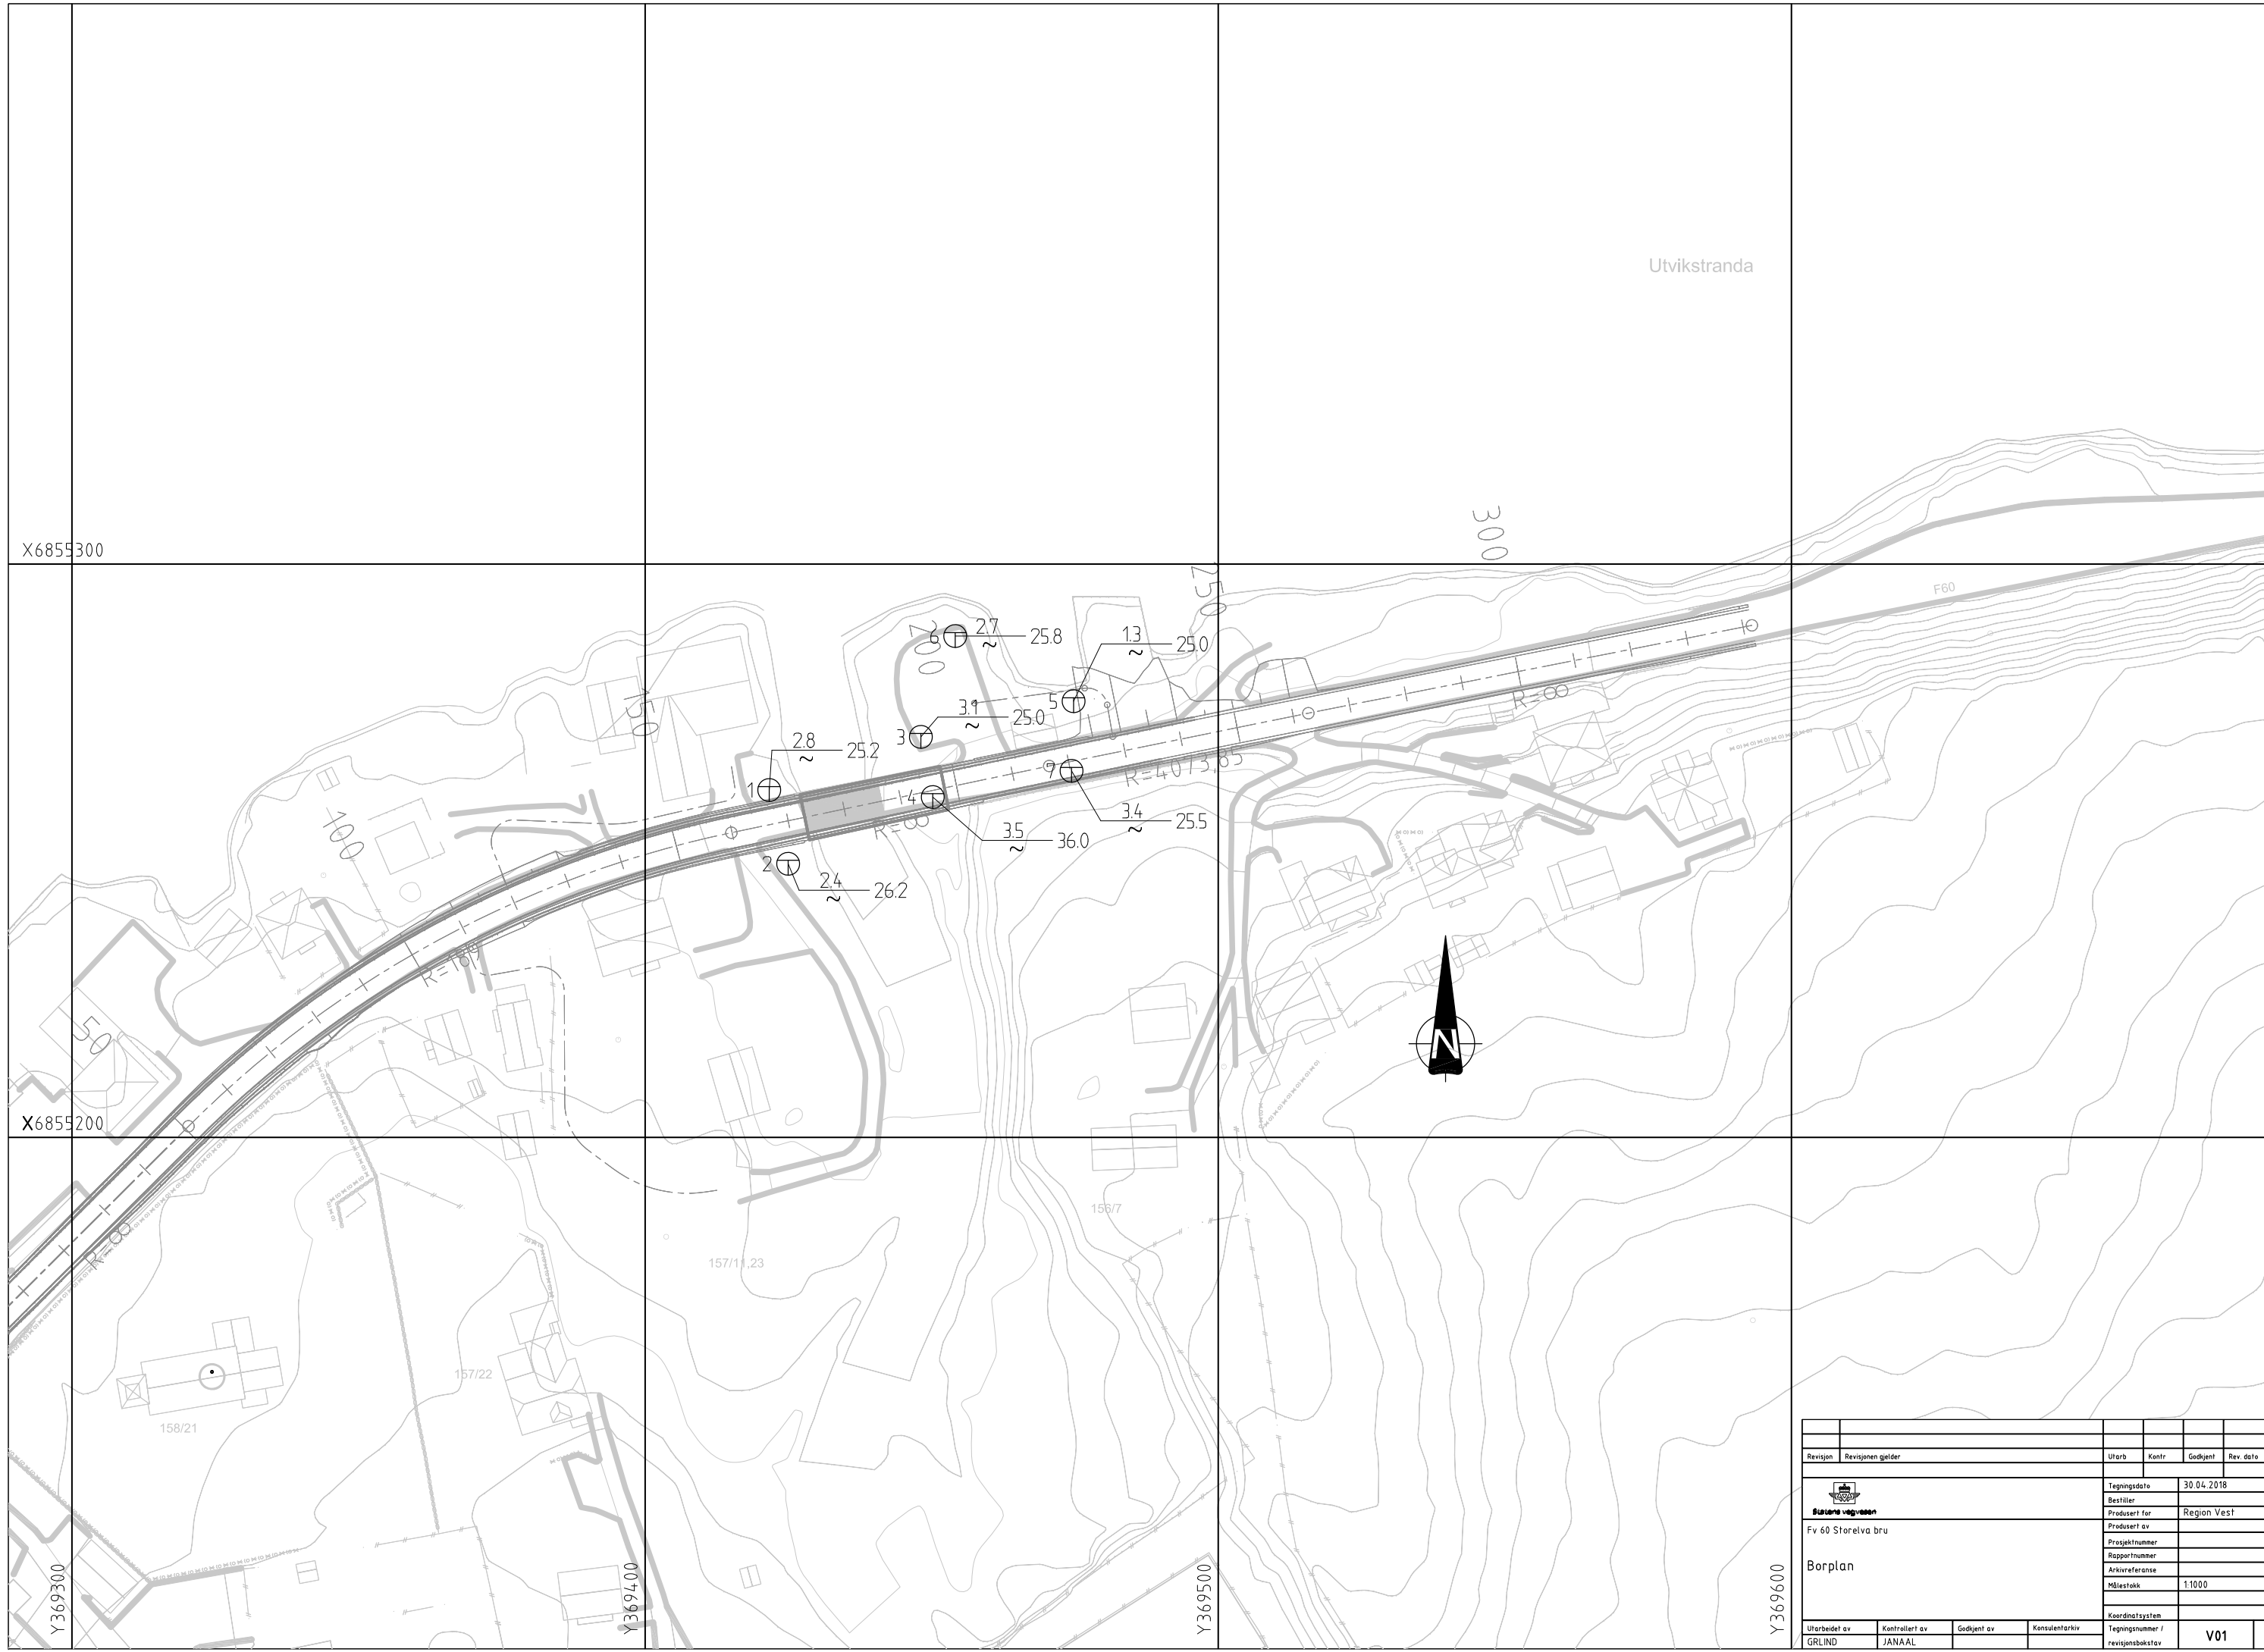 Utvikstranda
300
X6855300
250
F60
6
2.7
~
25.8
200
1.3
~
25.0
5
3.1
~
25.0
3
150
R=∞
2.8
~
25.2
1
7
R=4073,85
4
R=∞
3.4
~
25.5
3.5
~
36.0
100
2
2.4
~
26.2
50
N
X6855200
156/7
R=∞
157/11,23
157/22
158/21
Y369300
Y369400
Y369500
Y369600
Revisjon Revisjonen gjelder Utarb Kontr Godkjent Rev. dato
Statens vegvesen
Tegningsdato 30.04.2018
Bestiller
Produsert for Region Vest
Fv 60 Storelva bru
Produsert av
Prosjektnummer
Rapportnummer
Borplan
Arkivreferanse
Målestokk 1:1000
Koordinatsystem
Utarbeidet av Kontrollert av Godkjent av Konsulentarkiv
GRLIND JANAAL
Tegningsnummer /
revisjonsbokstav
V01